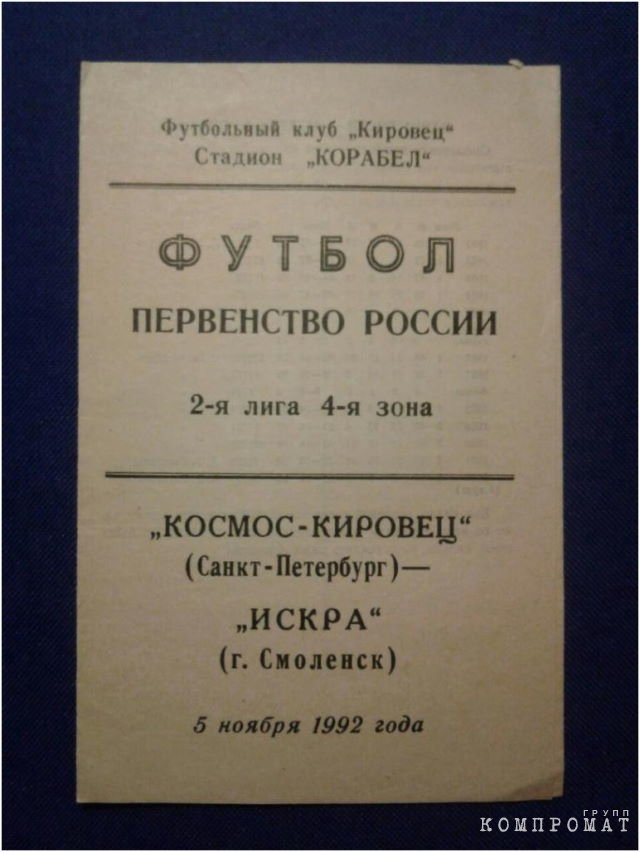 Футбольный клуб „Кировец“
Стадион „КОРАБЕЛ“
ФУТБОЛ
ПЕРВЕНСТВО РОССИИ
2-я лига 4-я зона
„КОСМОС-КИРОВЕЦ“
(Санкт-Петербург)—
„ИСКРА“
(г. Смоленск)
5 ноября 1992 года
ГРУПП
КОМПРОМАТ